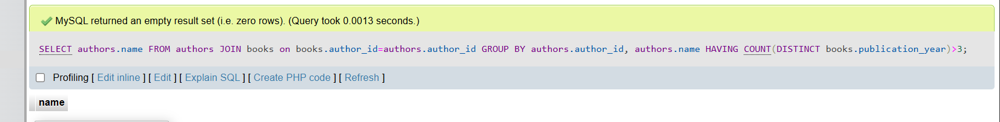 MySQL returned an empty result set (i.e. zero rows). (Query took 0.0013 seconds.)
SELECT authors.name FROM authors JOIN books on books.author_id=authors.author_id GROUP BY authors.author_id, authors.name HAVING COUNT(DISTINCT books.publication_year)>3;
Profiling [ Edit inline ] [ Edit ] [ Explain SQL ] [ Create PHP code ] [ Refresh ]
name